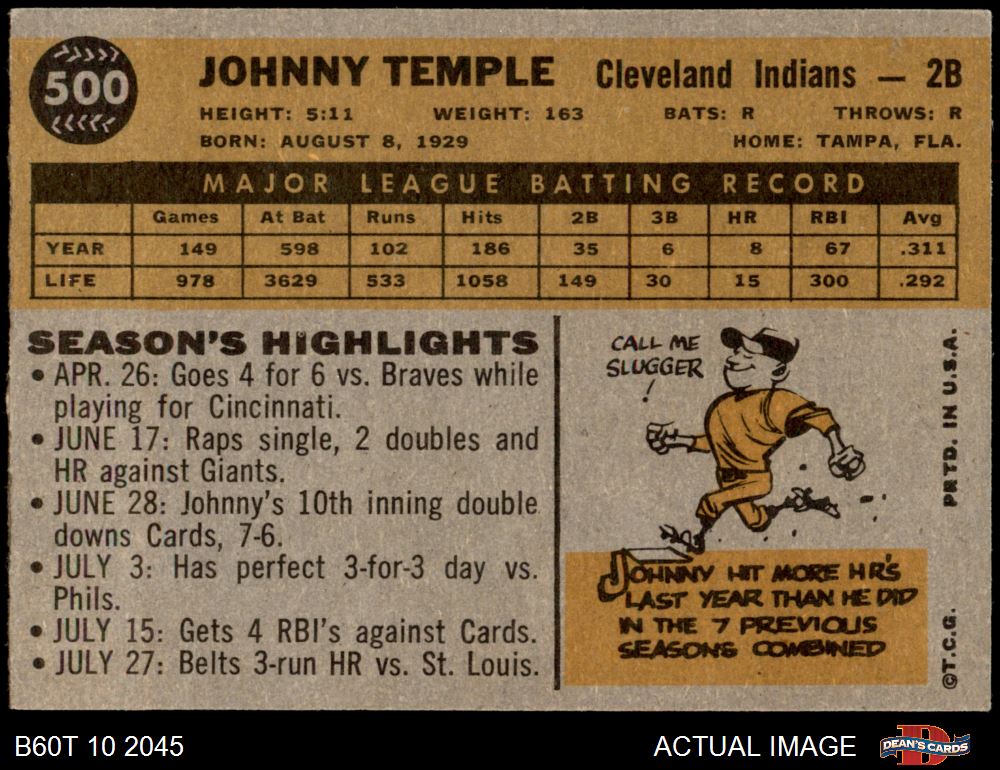 500
JOHNNY TEMPLE Cleveland Indians — 2B
HEIGHT: 5:11 WEIGHT: 163 BATS: R THROWS: R
BORN: AUGUST 8, 1929 HOME: TAMPA, FLA.
MAJOR LEAGUE BATTING RECORD
Games At Bat Runs Hits 2B 3B HR RBI Avg
YEAR 149 598 102 186 35 6 8 67 .311
LIFE 978 3629 533 1058 149 30 15 300 .292
SEASON'S HIGHLIGHTS
• APR. 26: Goes 4 for 6 vs. Braves while
playing for Cincinnati.
• JUNE 17: Raps single, 2 doubles and
HR against Giants.
• JUNE 28: Johnny's 10th inning double
downs Cards, 7-6.
• JULY 3: Has perfect 3-for-3 day vs.
Phils.
• JULY 15: Gets 4 RBI's against Cards.
• JULY 27: Belts 3-run HR vs. St. Louis.
CALL ME
SLUGGER
!
JOHNNY HIT MORE HR'S
LAST YEAR THAN HE DID
IN THE 7 PREVIOUS
SEASONS COMBINED
©T.C.G. PRTD. IN U.S.A.
B60T 10 2045 ACTUAL IMAGE
D
DEAN'S CARDS